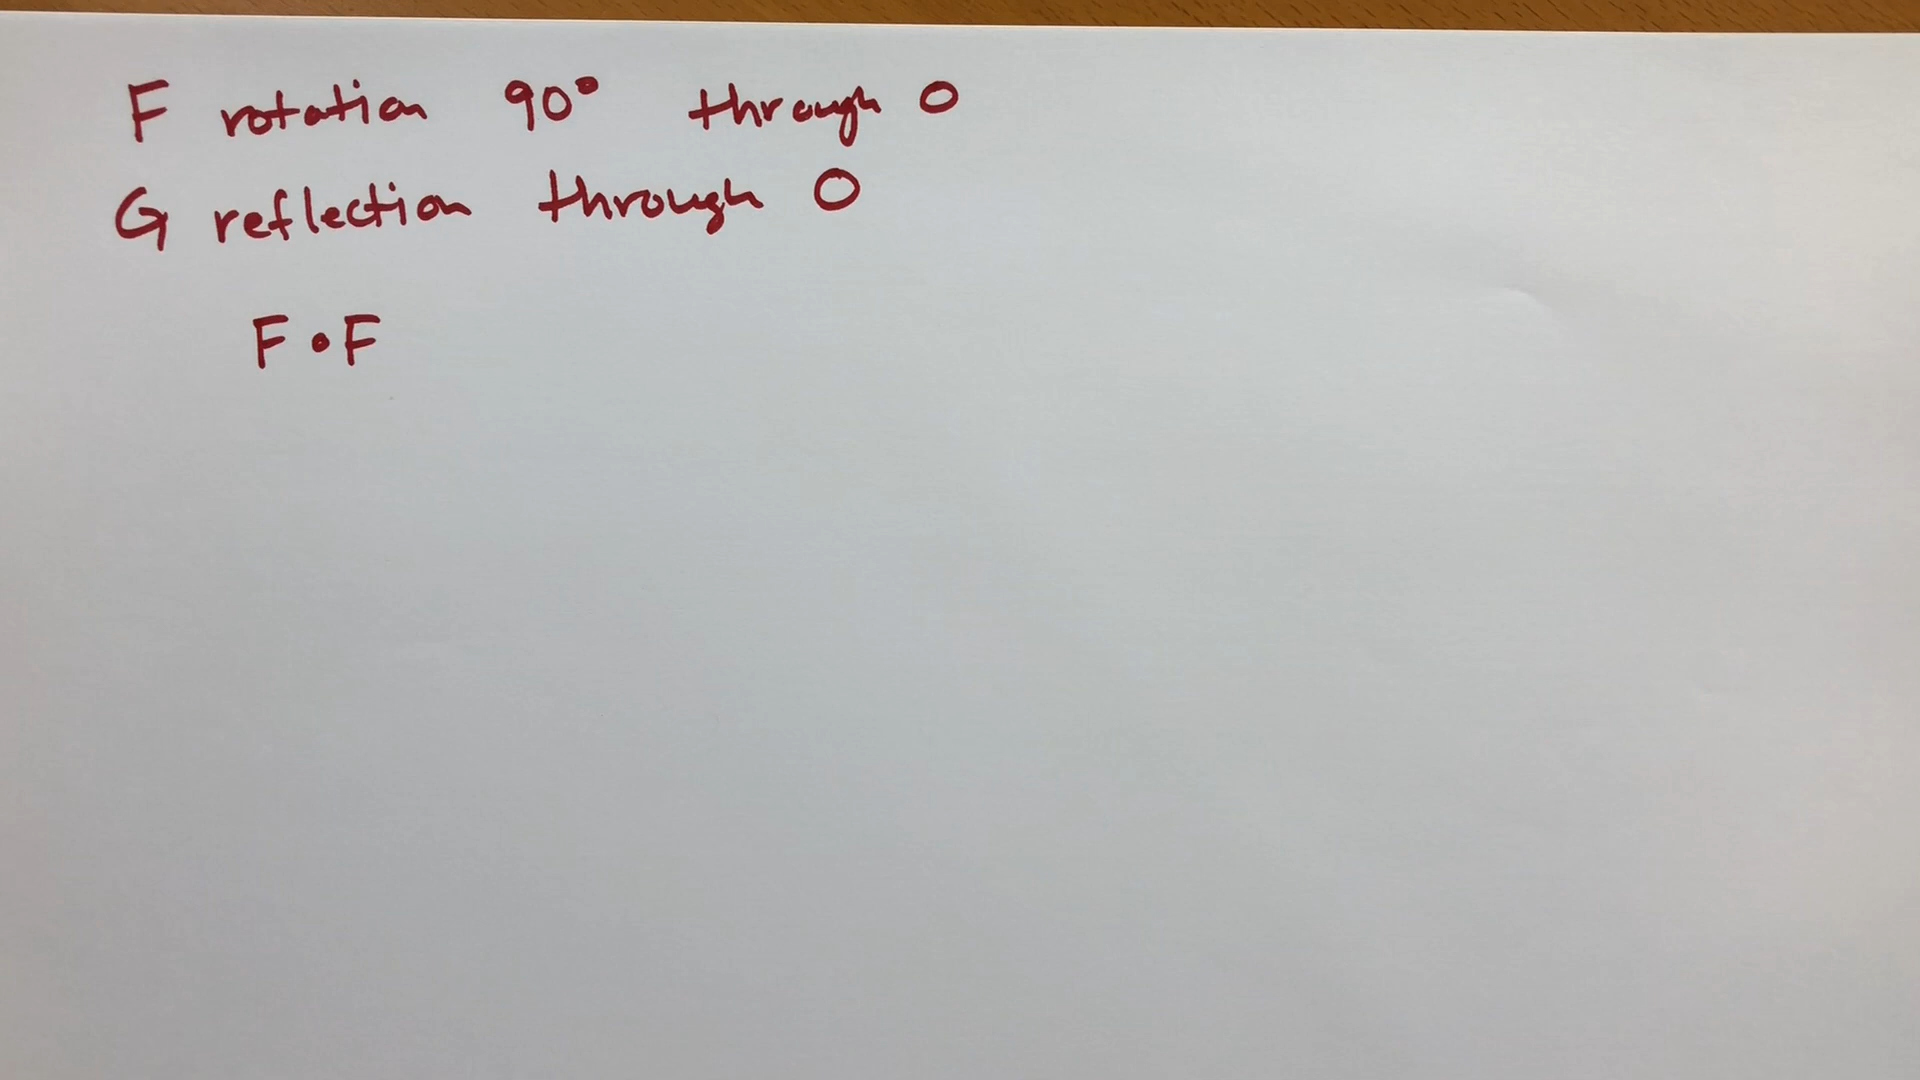 F rotation 90° through O
G reflection through O
F ∘ F